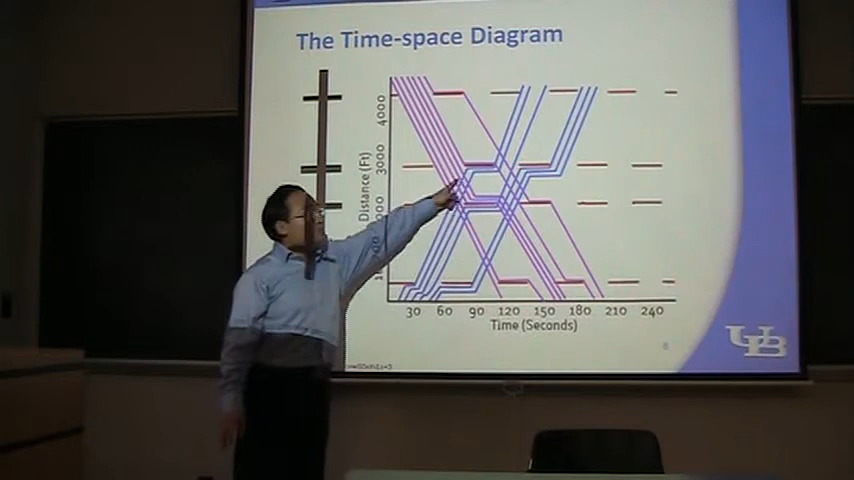 The Time-space Diagram
4000
3000
Distance (Ft)
30 60 90 120 150 180 210 240
Time (Seconds)
8
UB